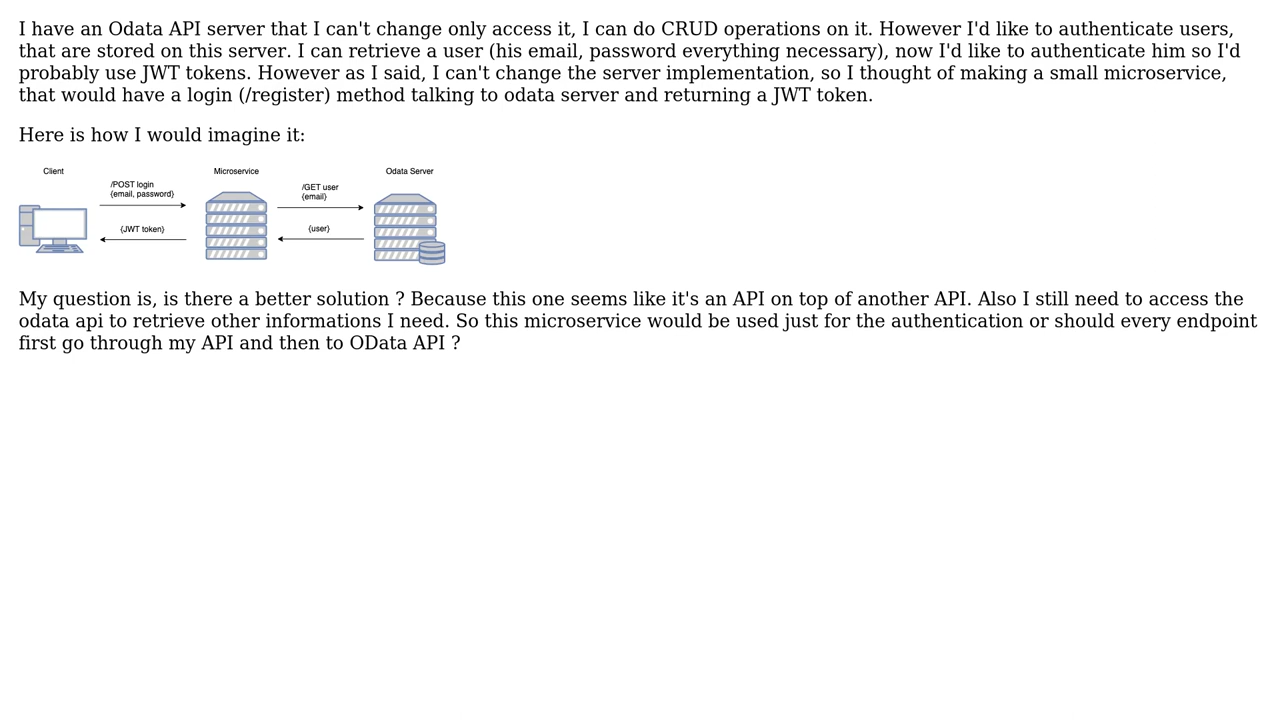 I have an Odata API server that I can't change only access it, I can do CRUD operations on it. However I'd like to authenticate users,
that are stored on this server. I can retrieve a user (his email, password everything necessary), now I'd like to authenticate him so I'd
probably use JWT tokens. However as I said, I can't change the server implementation, so I thought of making a small microservice,
that would have a login (/register) method talking to odata server and returning a JWT token.
Here is how I would imagine it:
Client
Microservice
Odata Server
/POST login
{email, password}
/GET user
{email}
{JWT token}
{user}
My question is, is there a better solution ? Because this one seems like it's an API on top of another API. Also I still need to access the
odata api to retrieve other informations I need. So this microservice would be used just for the authentication or should every endpoint
first go through my API and then to OData API ?